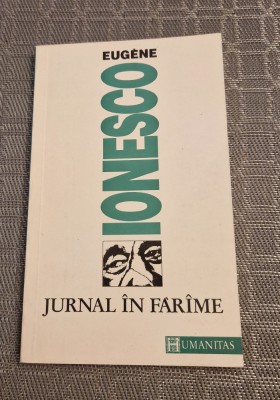 EUGÈNE
IONESCO
JURNAL ÎN FARÎME
HUMANITAS